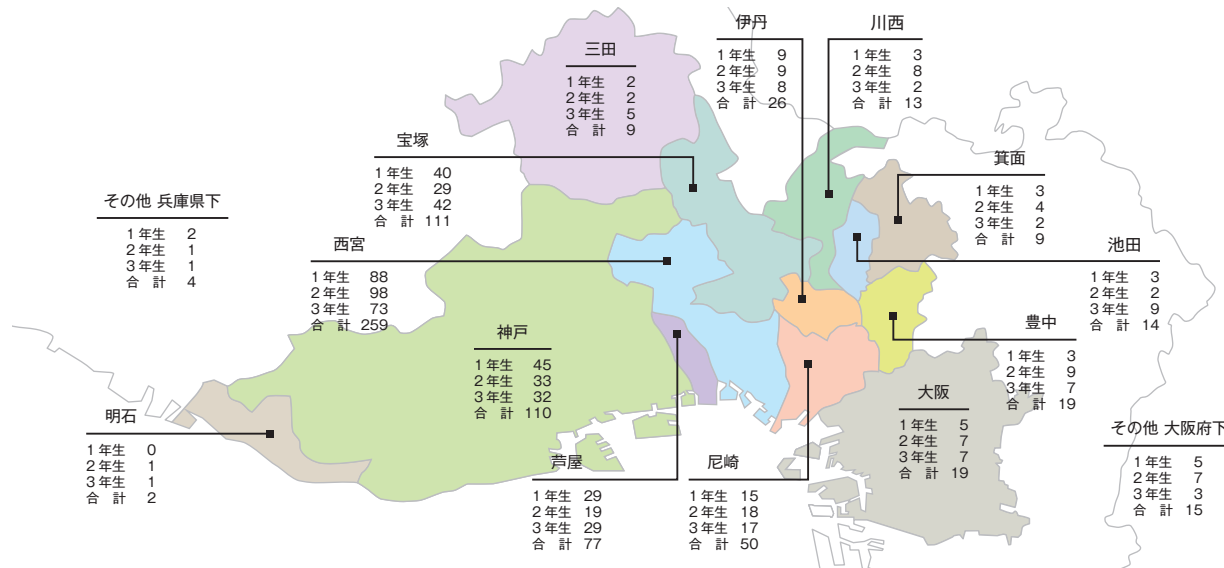 三田
1年生 2
2年生 2
3年生 5
合 計 9
伊丹
1年生 9
2年生 9
3年生 8
合 計 26
川西
1年生 3
2年生 8
3年生 2
合 計 13
宝塚
1年生 40
2年生 29
3年生 42
合 計 111
箕面
1年生 3
2年生 4
3年生 2
合 計 9
その他 兵庫県下
1年生 2
2年生 1
3年生 1
合 計 4
西宮
1年生 88
2年生 98
3年生 73
合 計 259
池田
1年生 3
2年生 2
3年生 9
合 計 14
神戸
1年生 45
2年生 33
3年生 32
合 計 110
豊中
1年生 3
2年生 9
3年生 7
合 計 19
大阪
1年生 5
2年生 7
3年生 7
合 計 19
明石
1年生 0
2年生 1
3年生 1
合 計 2
その他 大阪府下
1年生 5
2年生 7
3年生 3
合 計 15
芦屋
1年生 29
2年生 19
3年生 29
合 計 77
尼崎
1年生 15
2年生 18
3年生 17
合 計 50